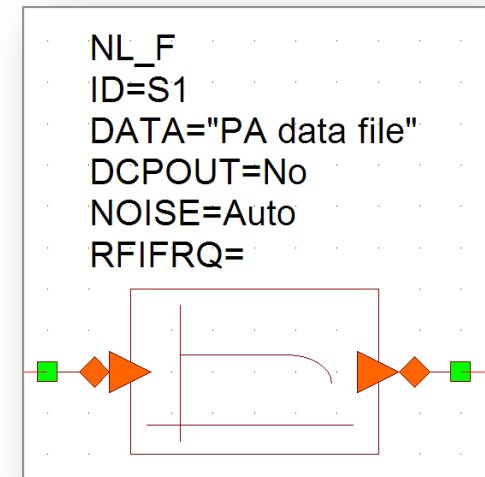 NL_F
ID=S1
DATA="PA data file"
DCPOUT=No
NOISE=Auto
RFIFRQ=